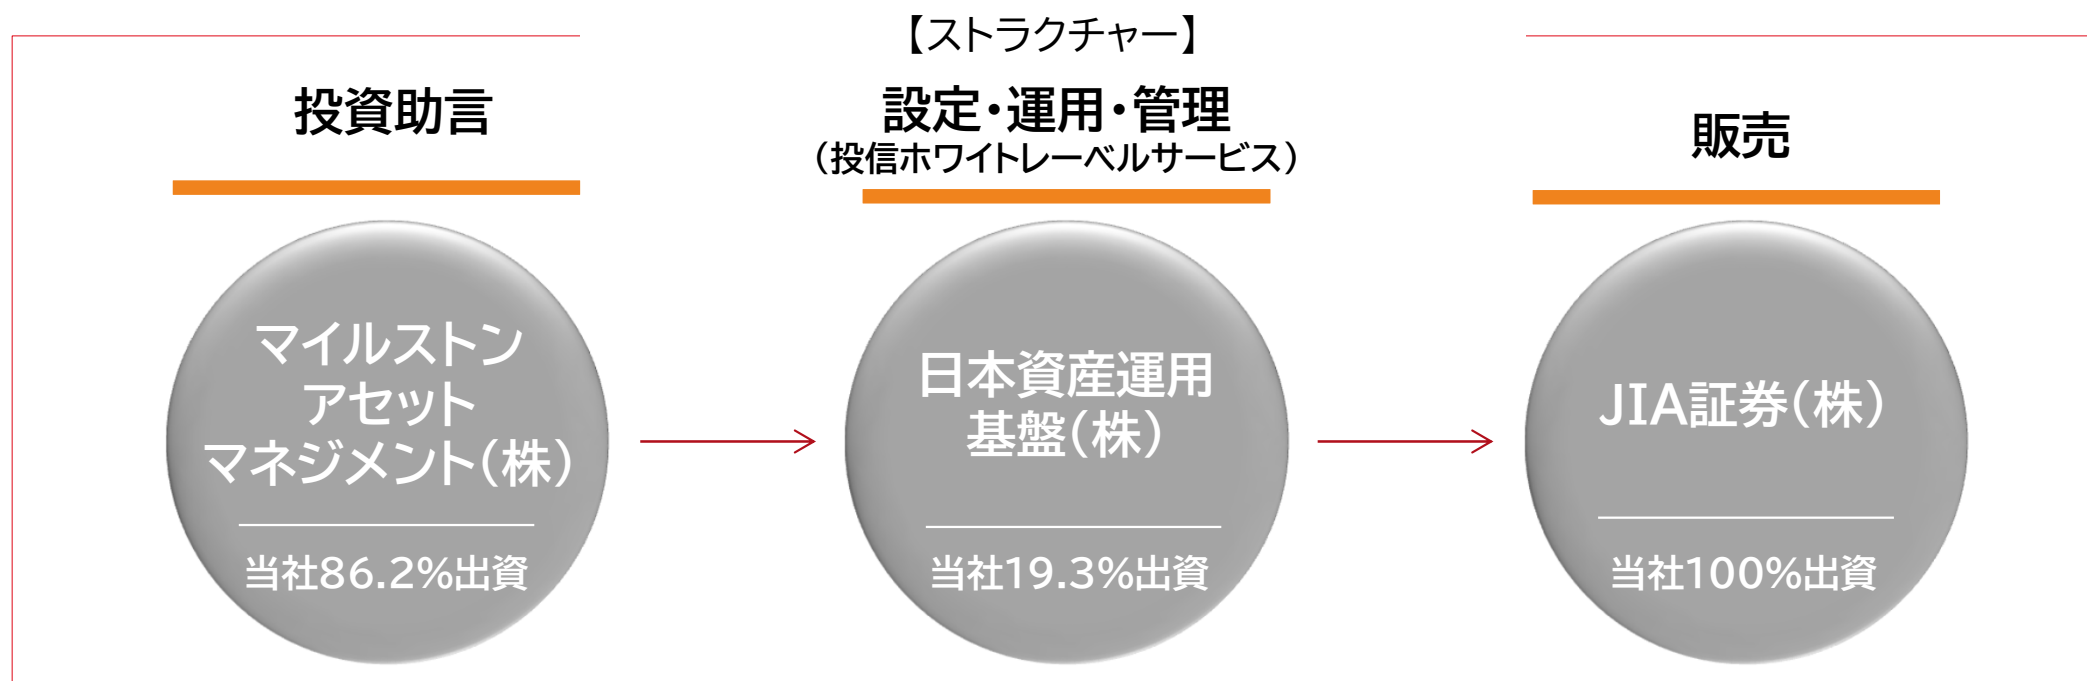 【ストラクチャー】
投資助言
マイルストン
アセット
マネジメント(株)
当社86.2%出資
設定・運用・管理
(投信ホワイトレーベルサービス)
日本資産運用
基盤(株)
当社19.3%出資
販売
JIA証券(株)
当社100%出資